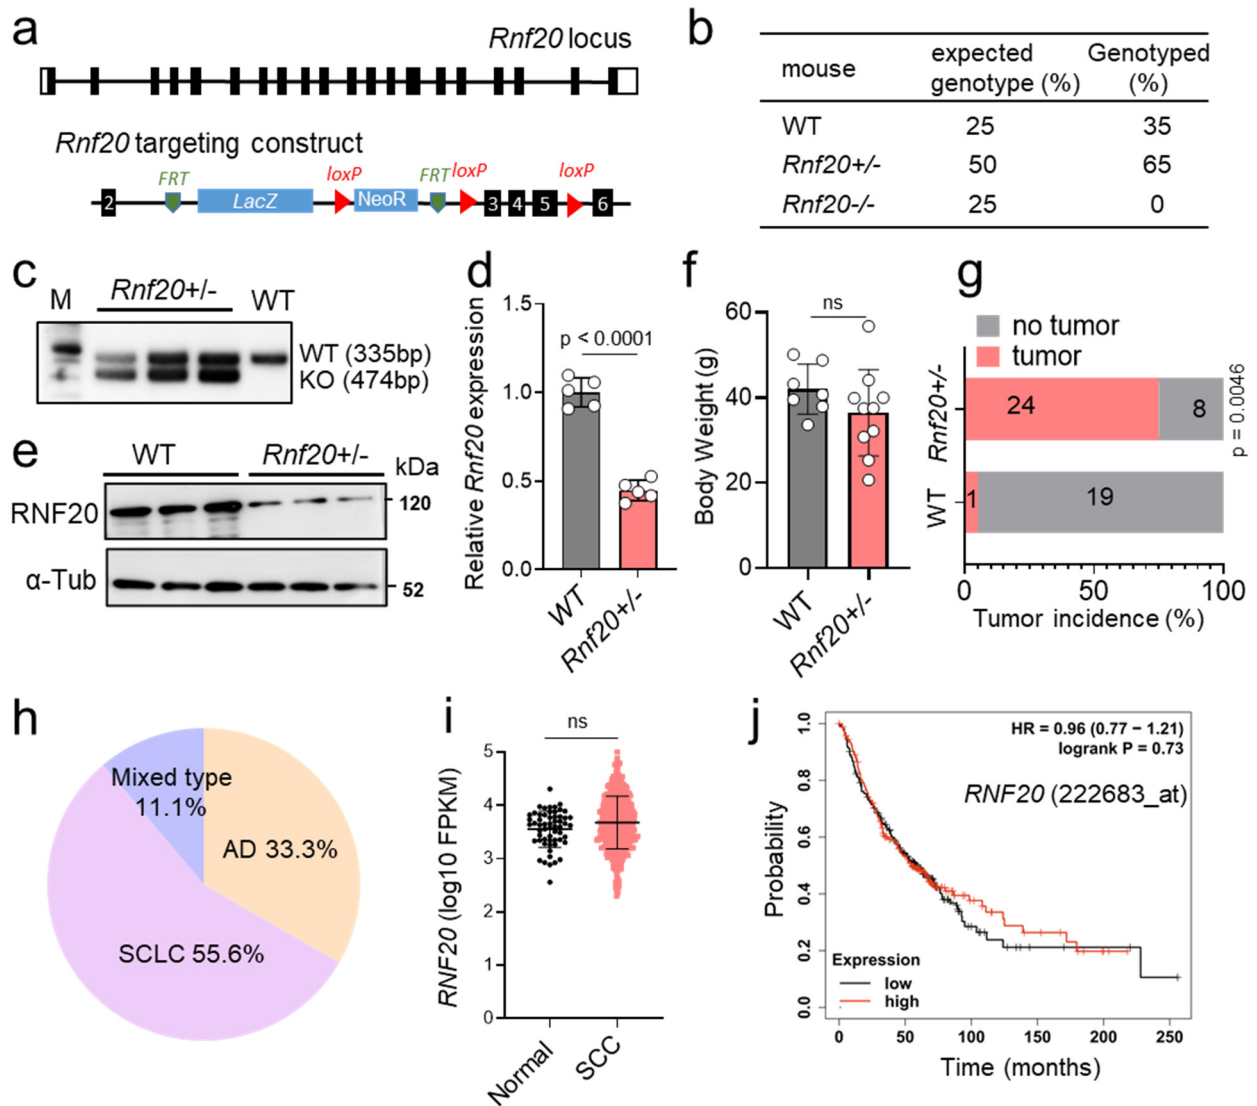 a
Rnf20 locus
Rnf20 targeting construct
FRT
loxP
FRT
loxP
loxP
2
LacZ
NeoR
3
4
5
6
b
mouse
expected genotype (%)
Genotyped (%)
WT 25 35
Rnf20+/- 50 65
Rnf20-/- 25 0
c
M
Rnf20+/-
WT
WT (335bp)
KO (474bp)
d
Relative Rnf20 expression
1.5
1.0
0.5
0.0
p < 0.0001
WT
Rnf20+/-
e
WT
Rnf20+/-
kDa
RNF20
120
α-Tub
52
f
Body Weight (g)
60
40
20
0
ns
WT
Rnf20+/-
g
no tumor
tumor
Rnf20+/-
24
8
p = 0.0046
WT
1
19
0
50
100
Tumor incidence (%)
h
Mixed type
11.1%
AD 33.3%
SCLC 55.6%
i
RNF20 (log10 FPKM)
5
4
3
2
1
0
ns
Normal
SCC
j
Probability
1.0
0.8
0.6
0.4
0.2
0.0
HR = 0.96 (0.77 − 1.21)
logrank P = 0.73
RNF20 (222683_at)
Expression
low
high
0
50
100
150
200
250
Time (months)